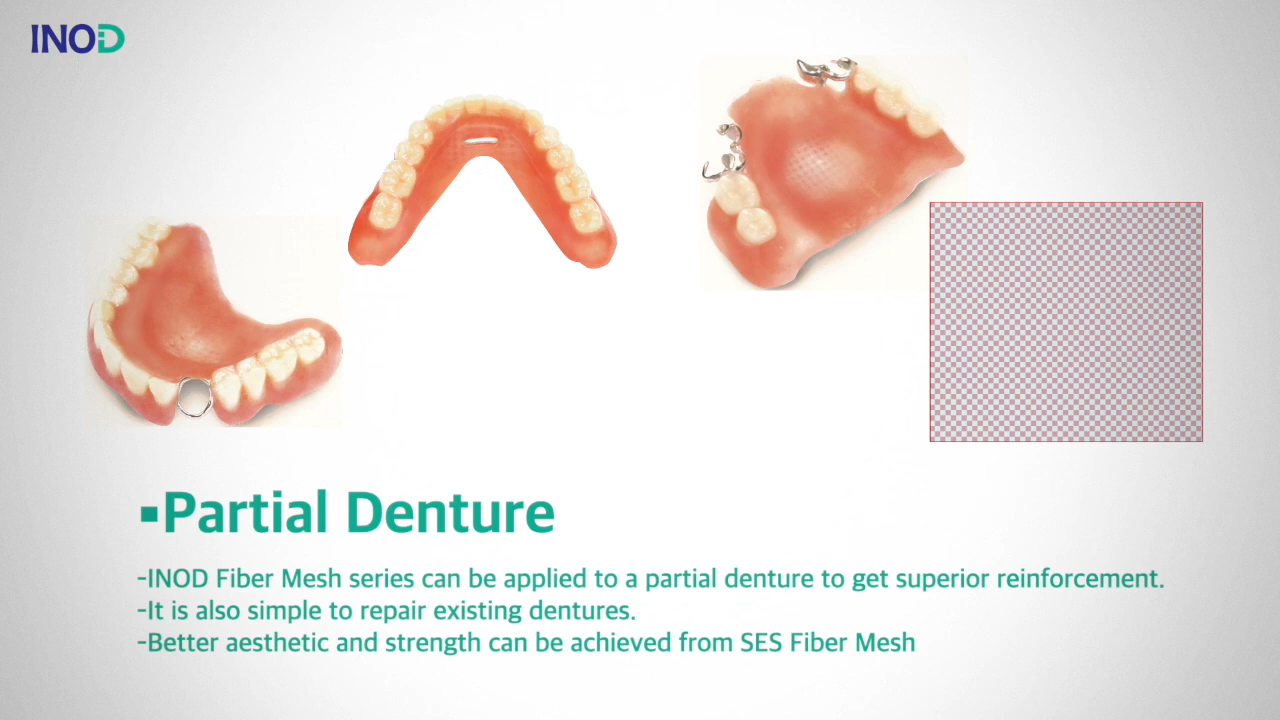 INOD
▪Partial Denture
-INOD Fiber Mesh series can be applied to a partial denture to get superior reinforcement.
-It is also simple to repair existing dentures.
-Better aesthetic and strength can be achieved from SES Fiber Mesh